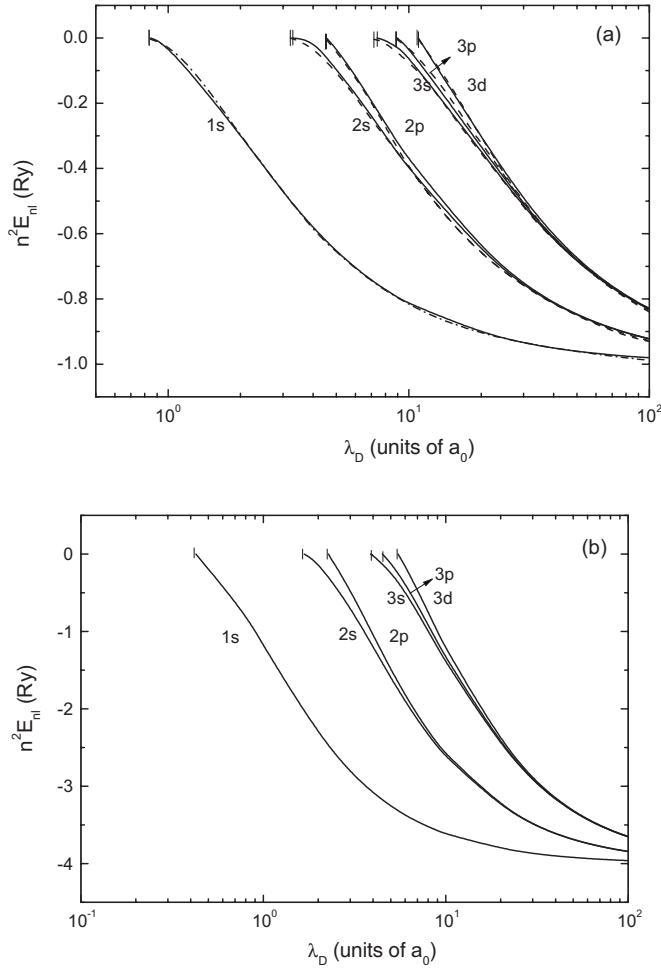 (a)
0.0
-0.2
-0.4
-0.6
-0.8
-1.0
n²Eₙₗ (Ry)
1s
2s
2p
3s
3p
3d
10⁰
10¹
10²
λ_D (units of a₀)
(b)
0
-1
-2
-3
-4
n²Eₙₗ (Ry)
1s
2s
2p
3s
3p
3d
10⁻¹
10⁰
10¹
10²
λ_D (units of a₀)